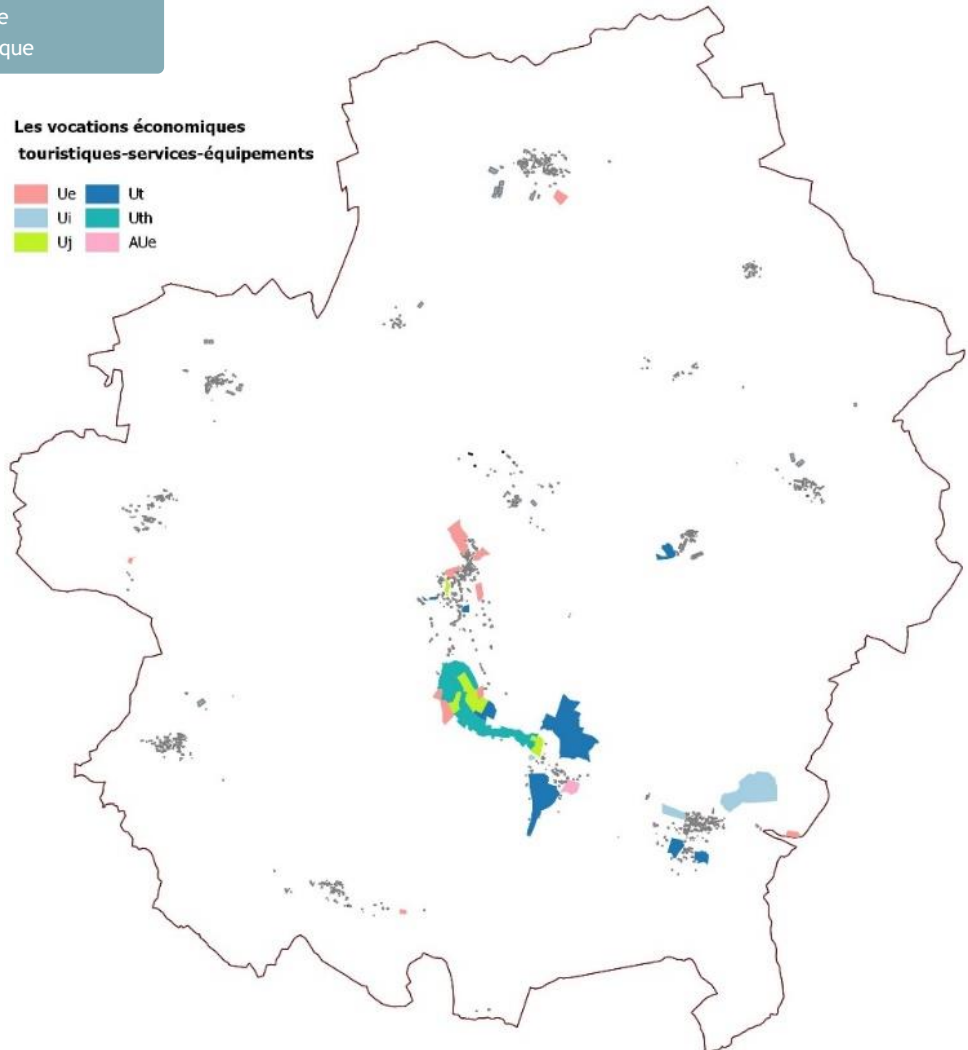 e
que
Les vocations économiques
touristiques-services-équipements
Ue Ut
Ui Uth
Uj AUe